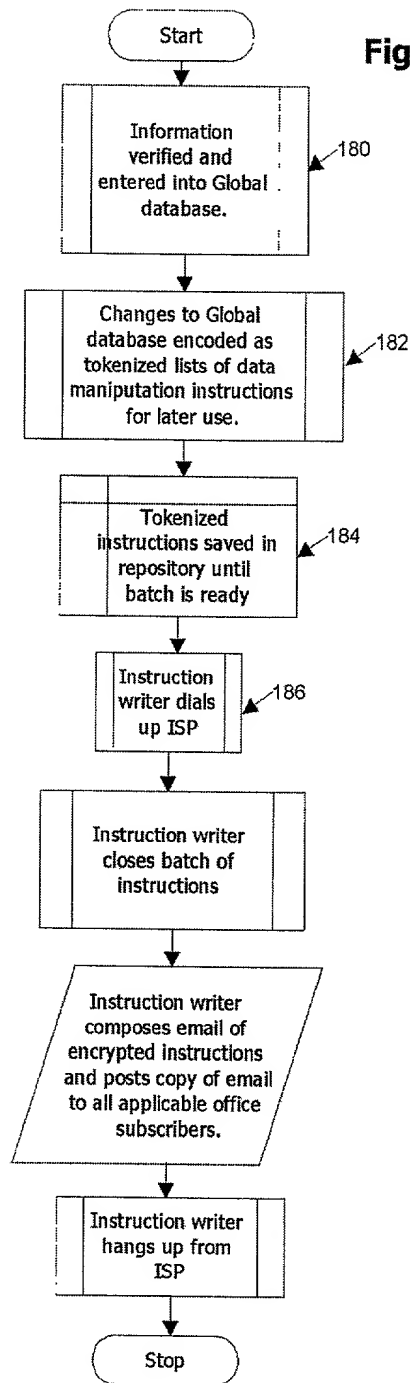 Start
Fig
Information
verified and
entered into Global
database.
180
Changes to Global
database encoded as
tokenized lists of data
maniputation instructions
for later use.
182
Tokenized
instructions saved in
repository until
batch is ready
184
Instruction
writer dials
up ISP
186
Instruction writer
closes batch of
instructions
Instruction writer
composes email of
encrypted instructions
and posts copy of email
to all applicable office
subscribers.
Instruction writer
hangs up from
ISP
Stop